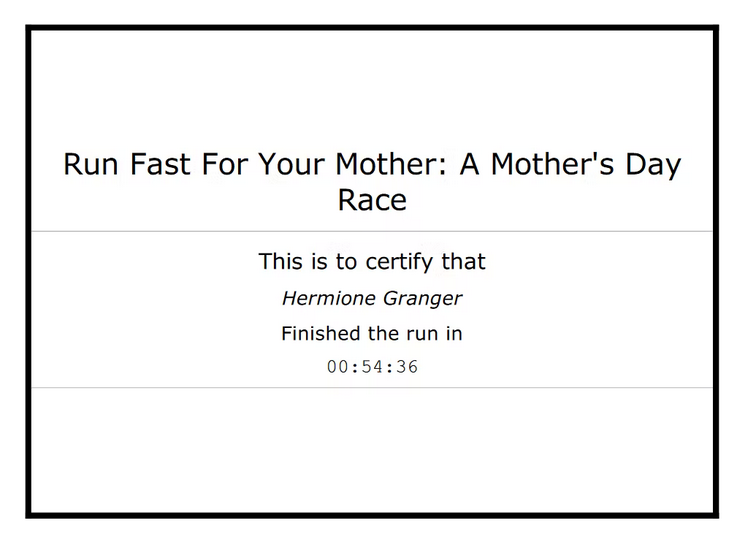 Run Fast For Your Mother: A Mother's Day
Race
This is to certify that
Hermione Granger
Finished the run in
00:54:36